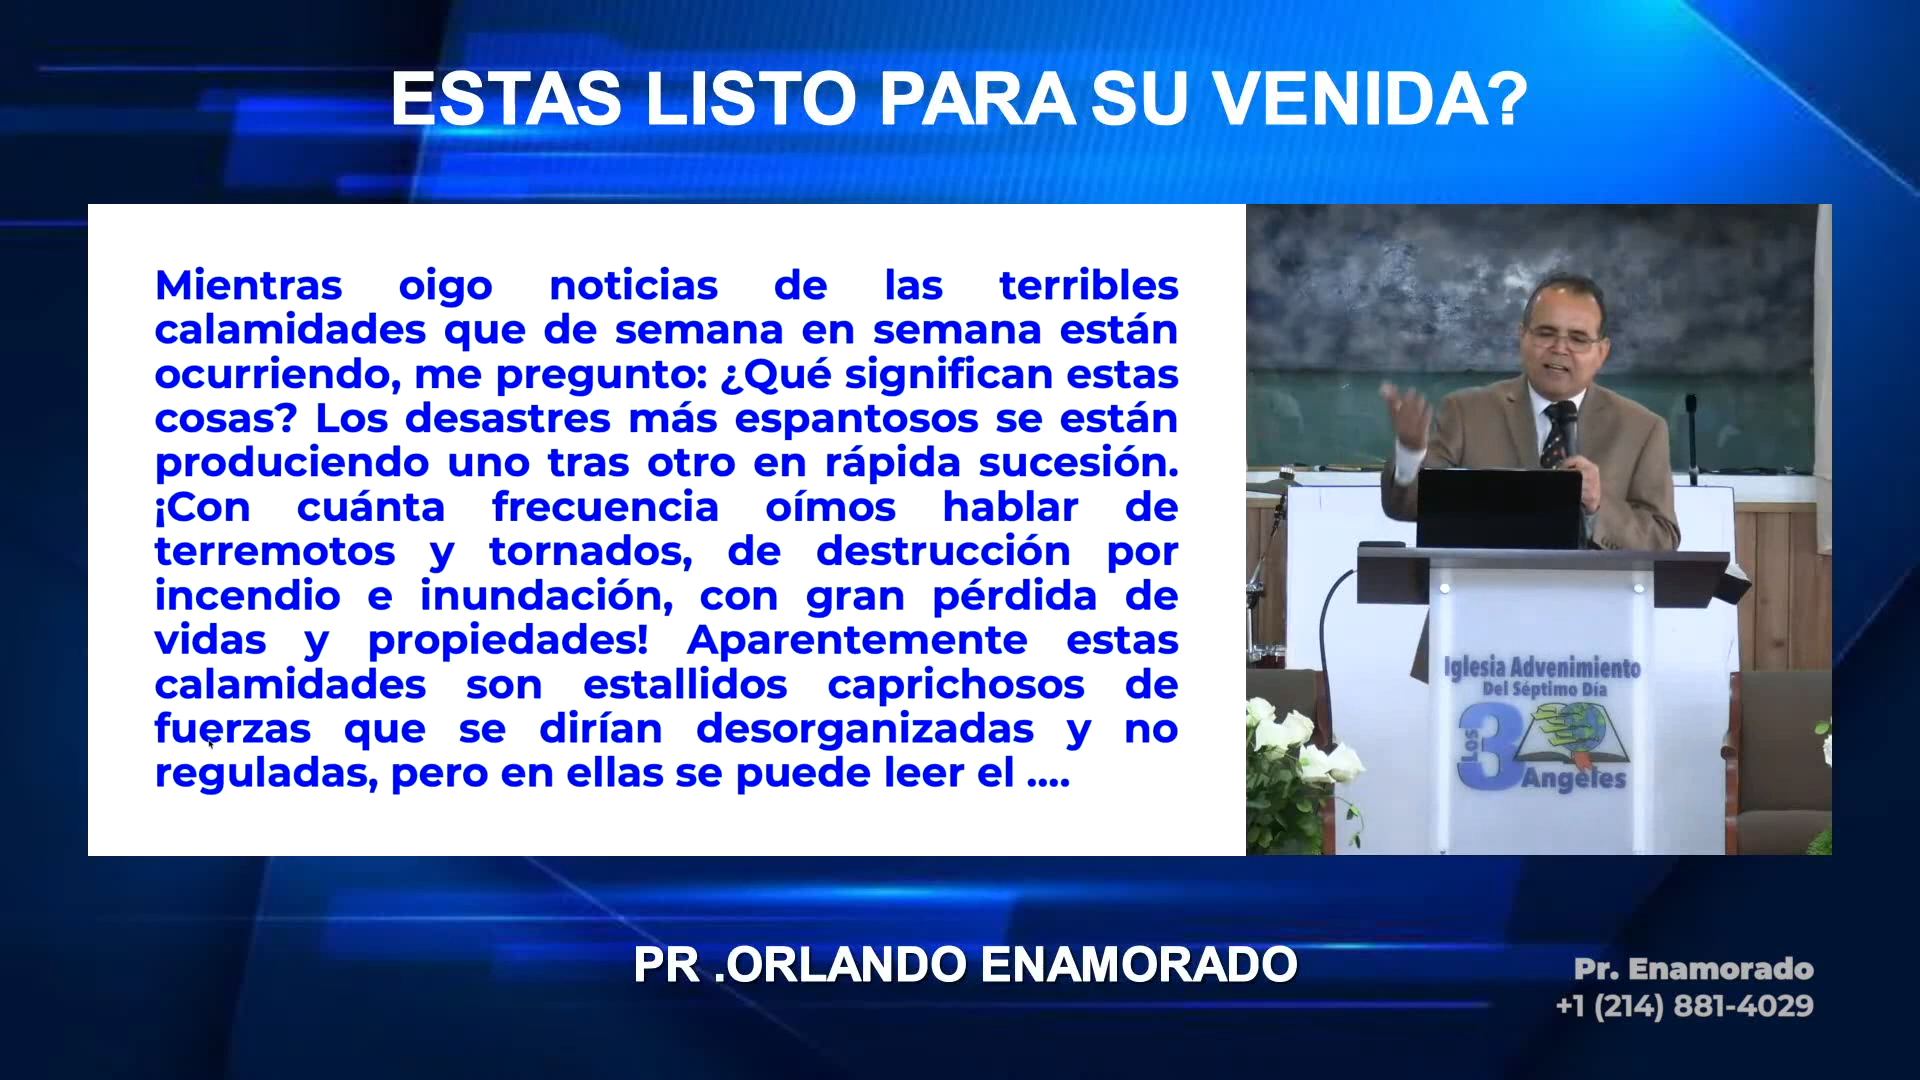 ESTAS LISTO PARA SU VENIDA?
Mientras oigo noticias de las terribles
calamidades que de semana en semana están
ocurriendo, me pregunto: ¿Qué significan estas
cosas? Los desastres más espantosos se están
produciendo uno tras otro en rápida sucesión.
¡Con cuánta frecuencia oímos hablar de
terremotos y tornados, de destrucción por
incendio e inundación, con gran pérdida de
vidas y propiedades! Aparentemente estas
calamidades son estallidos caprichosos de
fuerzas que se dirían desorganizadas y no
reguladas, pero en ellas se puede leer el ....
Iglesia Advenimiento
Del Séptimo Día
Los 3
Angeles
PR .ORLANDO ENAMORADO
Pr. Enamorado
+1 (214) 881-4029